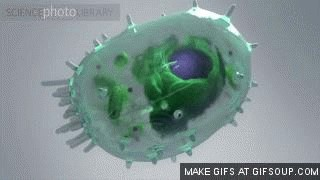 SCIENCEphotoLIBRARY
MAKE GIFS AT GIFSOUP.COM